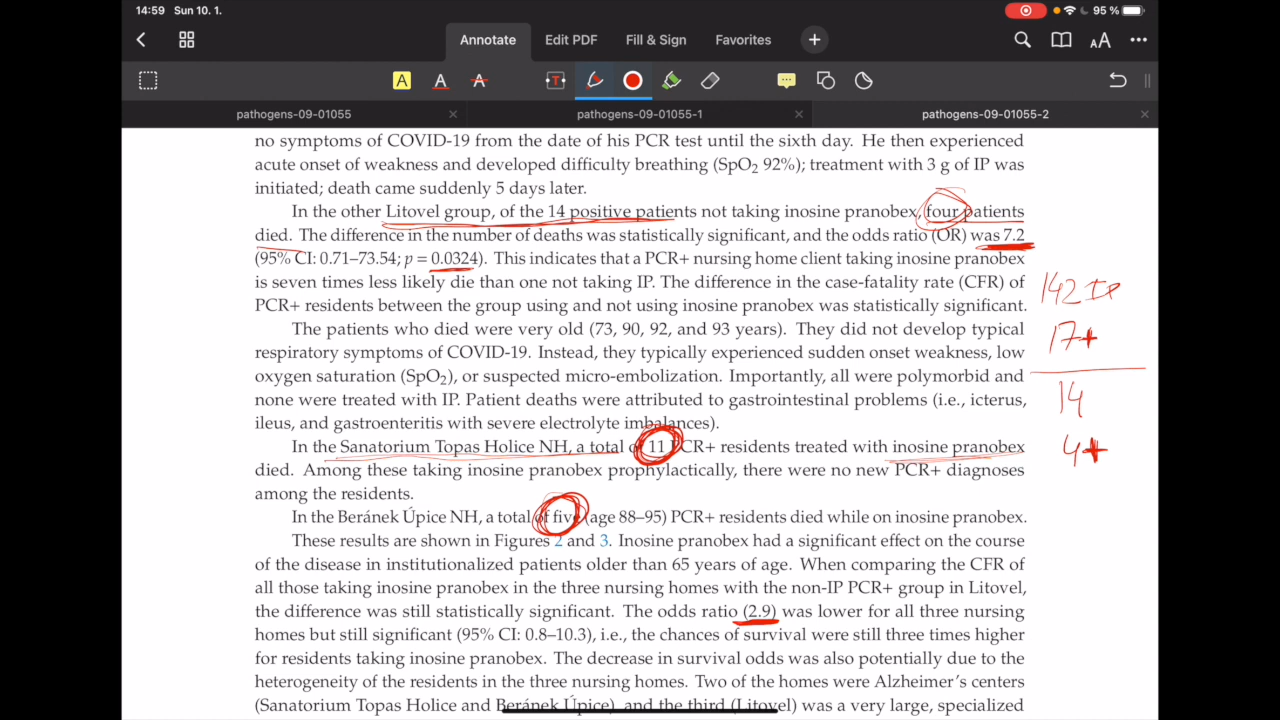 14:59 Sun 10. 1.
95 %
Annotate Edit PDF Fill & Sign Favorites
AA
A A A T
pathogens-09-01055 pathogens-09-01055-1 pathogens-09-01055-2
no symptoms of COVID-19 from the date of his PCR test until the sixth day. He then experienced
acute onset of weakness and developed difficulty breathing (SpO2 92%); treatment with 3 g of IP was
initiated; death came suddenly 5 days later.
In the other Litovel group, of the 14 positive patients not taking inosine pranobex, four patients
died. The difference in the number of deaths was statistically significant, and the odds ratio (OR) was 7.2
(95% CI: 0.71–73.54; p = 0.0324). This indicates that a PCR+ nursing home client taking inosine pranobex
is seven times less likely die than one not taking IP. The difference in the case-fatality rate (CFR) of
PCR+ residents between the group using and not using inosine pranobex was statistically significant.
The patients who died were very old (73, 90, 92, and 93 years). They did not develop typical
respiratory symptoms of COVID-19. Instead, they typically experienced sudden onset weakness, low
oxygen saturation (SpO2), or suspected micro-embolization. Importantly, all were polymorbid and
none were treated with IP. Patient deaths were attributed to gastrointestinal problems (i.e., icterus,
ileus, and gastroenteritis with severe electrolyte imbalances).
In the Sanatorium Topas Holice NH, a total of 11 PCR+ residents treated with inosine pranobex
died. Among these taking inosine pranobex prophylactically, there were no new PCR+ diagnoses
among the residents.
In the Beránek Úpice NH, a total of five (age 88–95) PCR+ residents died while on inosine pranobex.
These results are shown in Figures 2 and 3. Inosine pranobex had a significant effect on the course
of the disease in institutionalized patients older than 65 years of age. When comparing the CFR of
all those taking inosine pranobex in the three nursing homes with the non-IP PCR+ group in Litovel,
the difference was still statistically significant. The odds ratio (2.9) was lower for all three nursing
homes but still significant (95% CI: 0.8–10.3), i.e., the chances of survival were still three times higher
for residents taking inosine pranobex. The decrease in survival odds was also potentially due to the
heterogeneity of the residents in the three nursing homes. Two of the homes were Alzheimer's centers
(Sanatorium Topas Holice and Beránek Úpice), and the third (Litovel) was a very large, specialized
142 IP
17+
14
4+